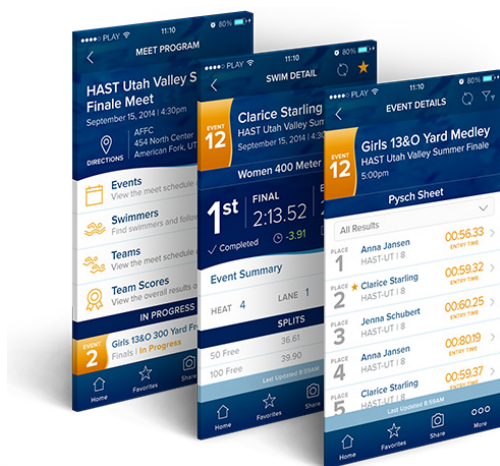 PLAY 11:10 80%
MEET PROGRAM
HAST Utah Valley S
Finale Meet
September 15, 2014 | 4:30pm
DIRECTIONS
AFFC
454 North Center
American Fork, UT
Events
View the meet schedule
Swimmers
Find swimmers and follow
Teams
View the meet schedule
Team Scores
View the overall results o
IN PROGRESS
EVENT
2
Girls 13&O 300 Yard Fr
Finals | In Progress
Home
Favorites
Share
PLAY 11:10 80%
SWIM DETAIL
EVENT
12
Clarice Starling
HAST Utah Valley Sum
September 15, 2014 | 4:30
Women 400 Meter
1st
FINAL
2:13.52
Completed
-3.91
Event Summary
HEAT 4 LANE 1
SPLITS
50 Free 36.61
100 Free 39.90
Last Updated 8:59AM
Home
Favorites
Share
PLAY 11:10 80%
EVENT DETAILS
EVENT
12
Girls 13&O Yard Medley
HAST Utah Valley Summer Finale
5:00pm
Pysch Sheet
All Results
PLACE
1
Anna Jansen
HAST-UT | 8
00:56.33
ENTRY TIME
PLACE
2
Clarice Starling
HAST-UT | 8
00:59.32
ENTRY TIME
PLACE
3
Jenna Schubert
HAST-UT | 8
00:60.25
ENTRY TIME
PLACE
4
Anna Jansen
HAST-UT | 8
00:80.19
ENTRY TIME
PLACE
5
Clarice Starling
HAST-UT | 8
00:59.37
ENTRY TIME
Last Updated 8:59AM
Home
Favorites
Share
More